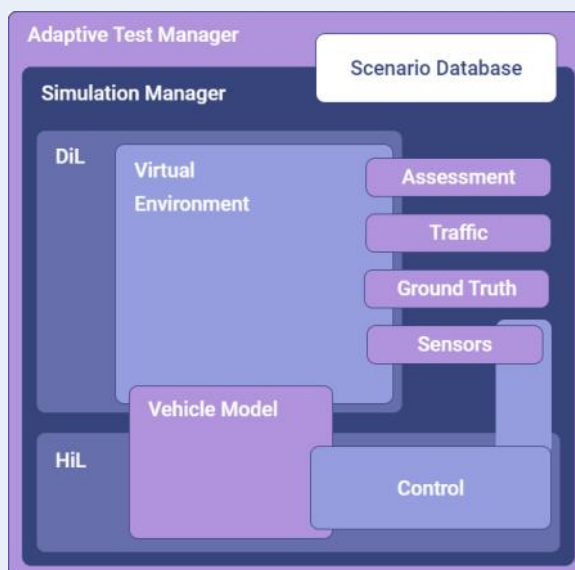 Adaptive Test Manager
Scenario Database
Simulation Manager
DiL
Virtual
Environment
Assessment
Traffic
Ground Truth
Sensors
Vehicle Model
HiL
Control